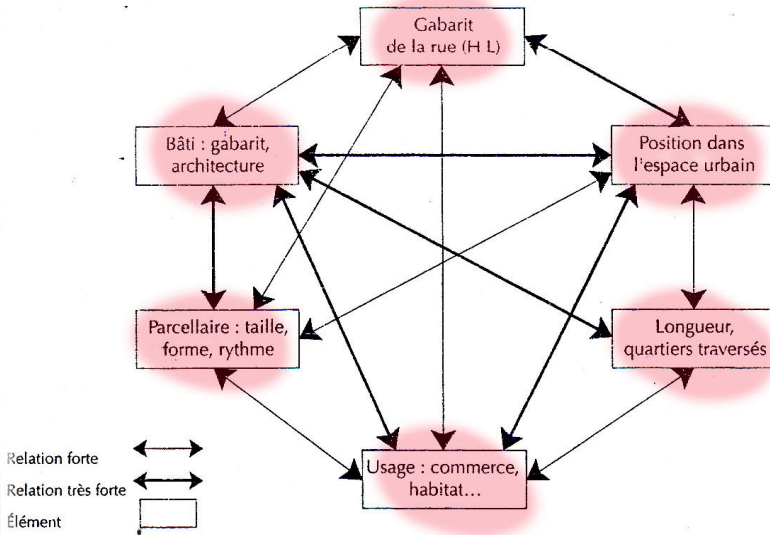 Gabarit
de la rue (H L)
Bâti : gabarit,
architecture
Position dans
l'espace urbain
Parcellaire : taille,
forme, rythme
Longueur,
quartiers traversés
Usage : commerce,
habitat...
Relation forte
Relation très forte
Élément